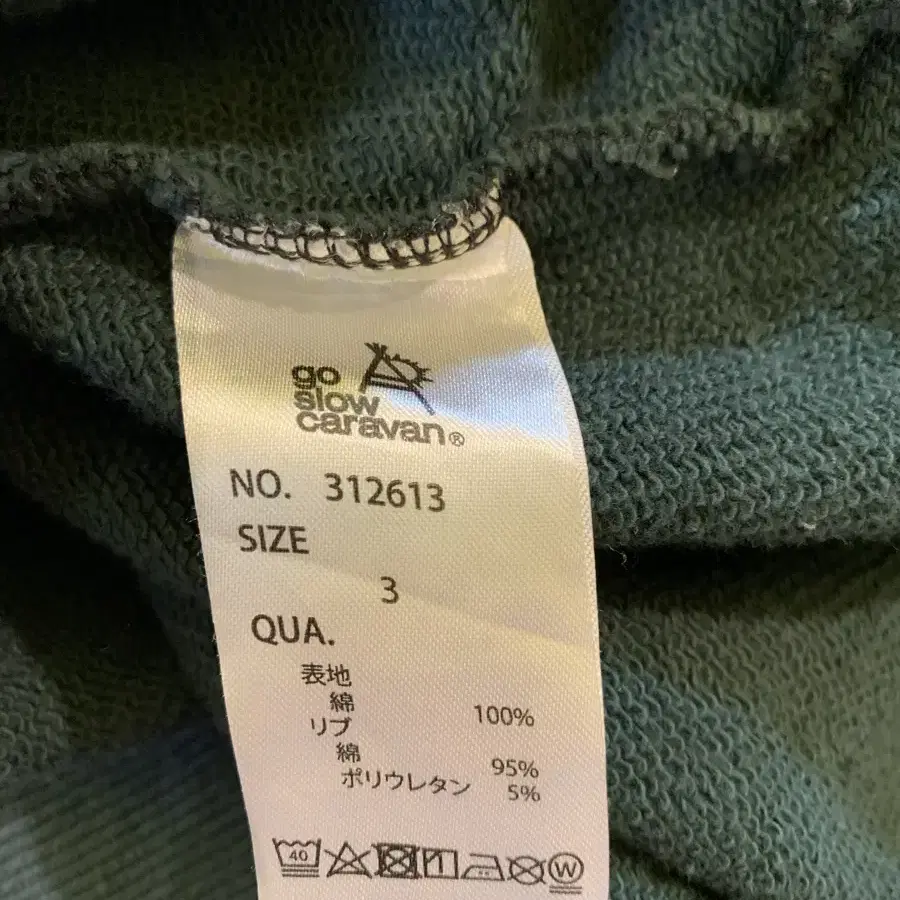 go
slow
caravan®
NO. 312613
SIZE
3
QUA.
表地
綿 100%
リブ
綿 95%
ポリウレタン 5%
40
W